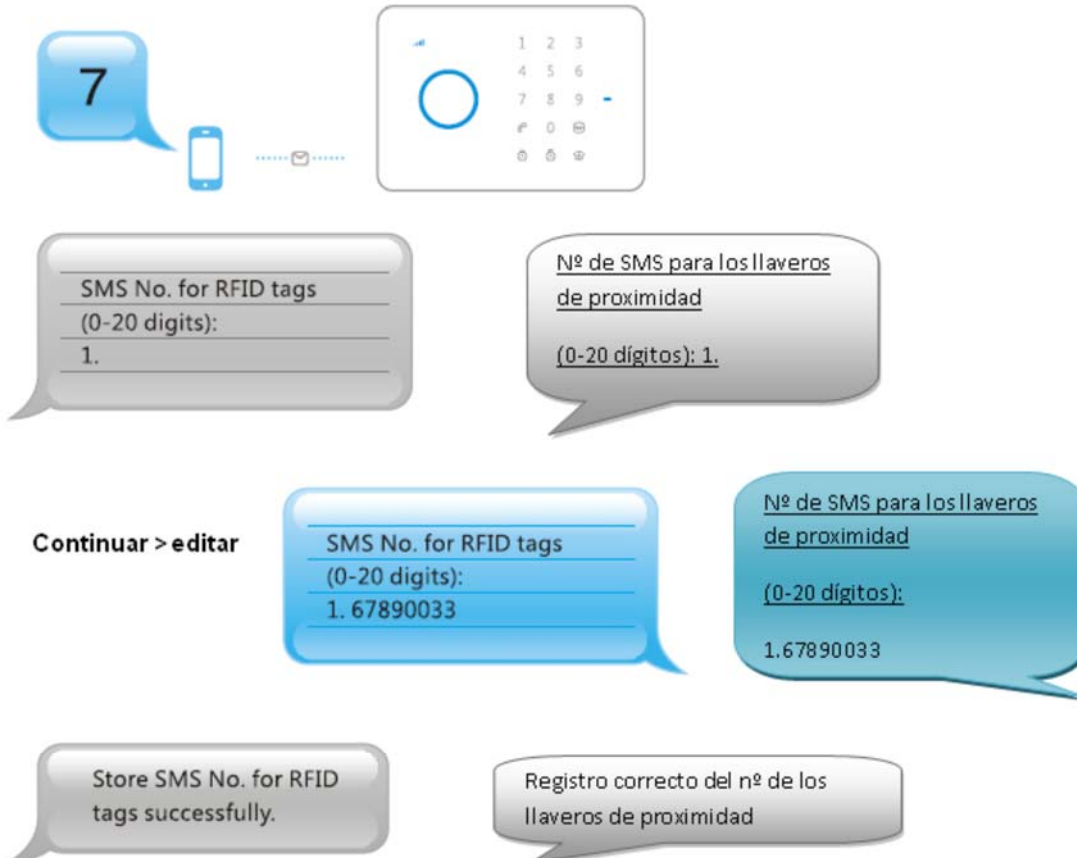 7
1 2 3
4 5 6
7 8 9
0
SMS No. for RFID tags
(0-20 digits):
1.
Nº de SMS para los llaveros
de proximidad
(0-20 dígitos): 1.
Continuar > editar
SMS No. for RFID tags
(0-20 digits):
1. 67890033
Nº de SMS para los llaveros
de proximidad
(0-20 dígitos):
1.67890033
Store SMS No. for RFID
tags successfully.
Registro correcto del nº de los
llaveros de proximidad